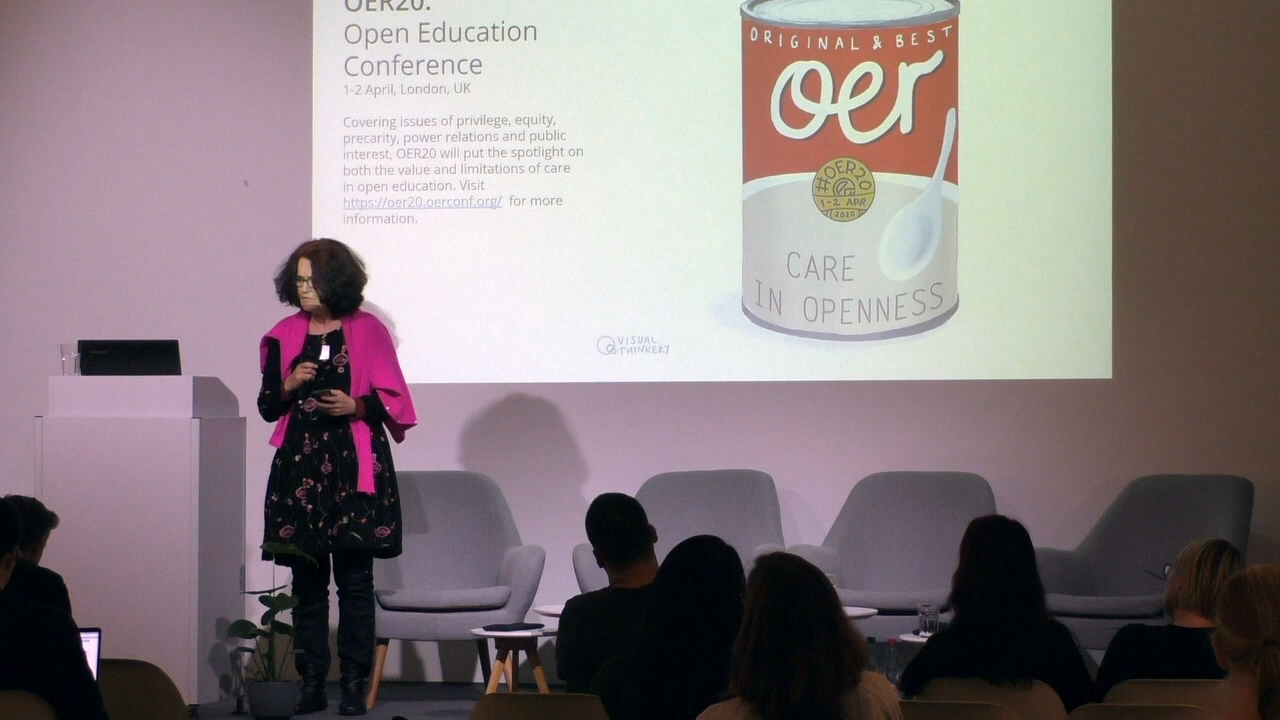 OER20:
Open Education
Conference
1-2 April, London, UK
Covering issues of privilege, equity,
precarity, power relations and public
interest, OER20 will put the spotlight on
both the value and limitations of care
in open education. Visit
https://oer20.oerconf.org/ for more
information.
VISUAL
THINKERY
ORIGINAL & BEST
oer
#OER20
1-2 APR
2020
CARE
IN OPENNESS